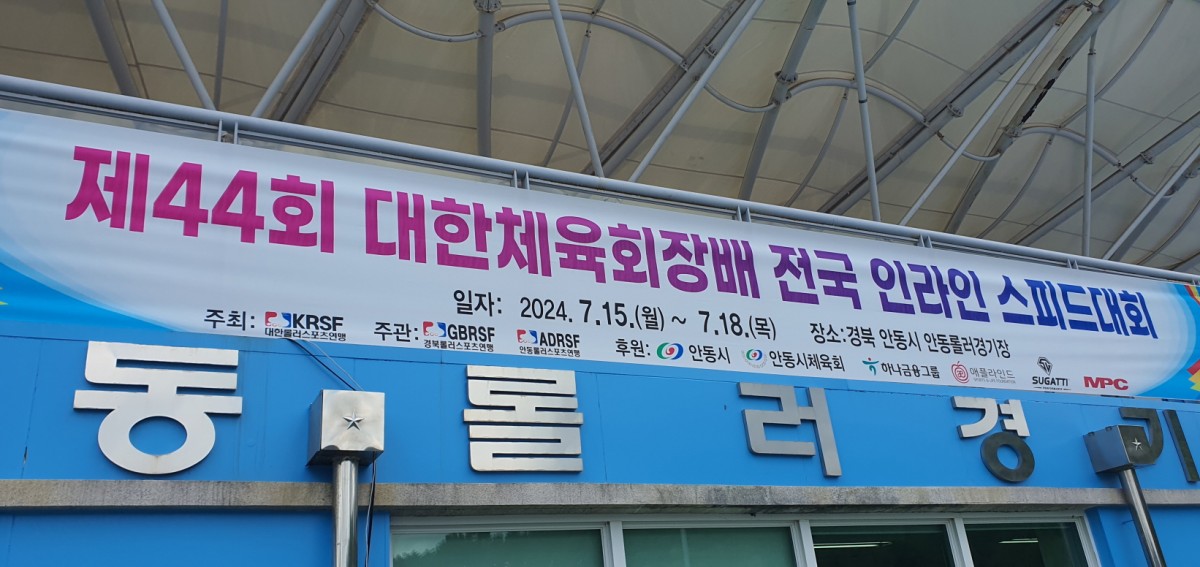 제44회 대한체육회장배 전국 인라인 스피드대회
일자: 2024. 7.15.(월) ~ 7.18.(목) 장소:경북 안동시 안동롤러경기장
주최: KRSF 대한롤러스포츠연맹 주관: GBRSF 경북롤러스포츠연맹 ADRSF 안동롤러스포츠연맹 후원: 안동시 안동시체육회 하나금융그룹 애플라인드 SUGATTI MPC
동롤러경기